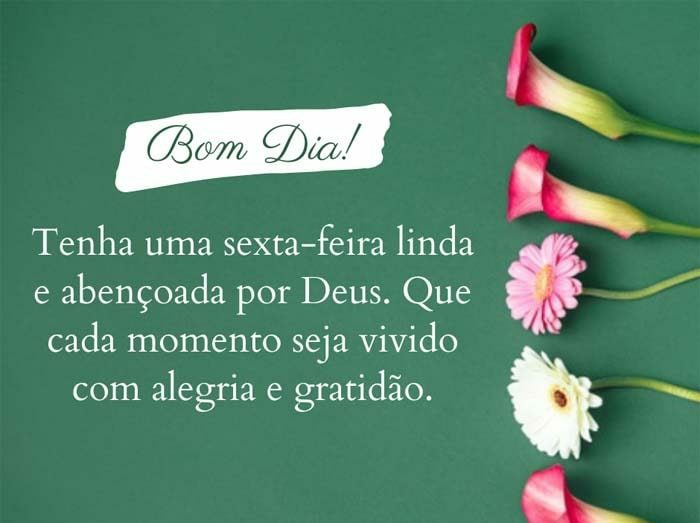 Bom Dia!
Tenha uma sexta-feira linda
e abençoada por Deus. Que
cada momento seja vivido
com alegria e gratidão.